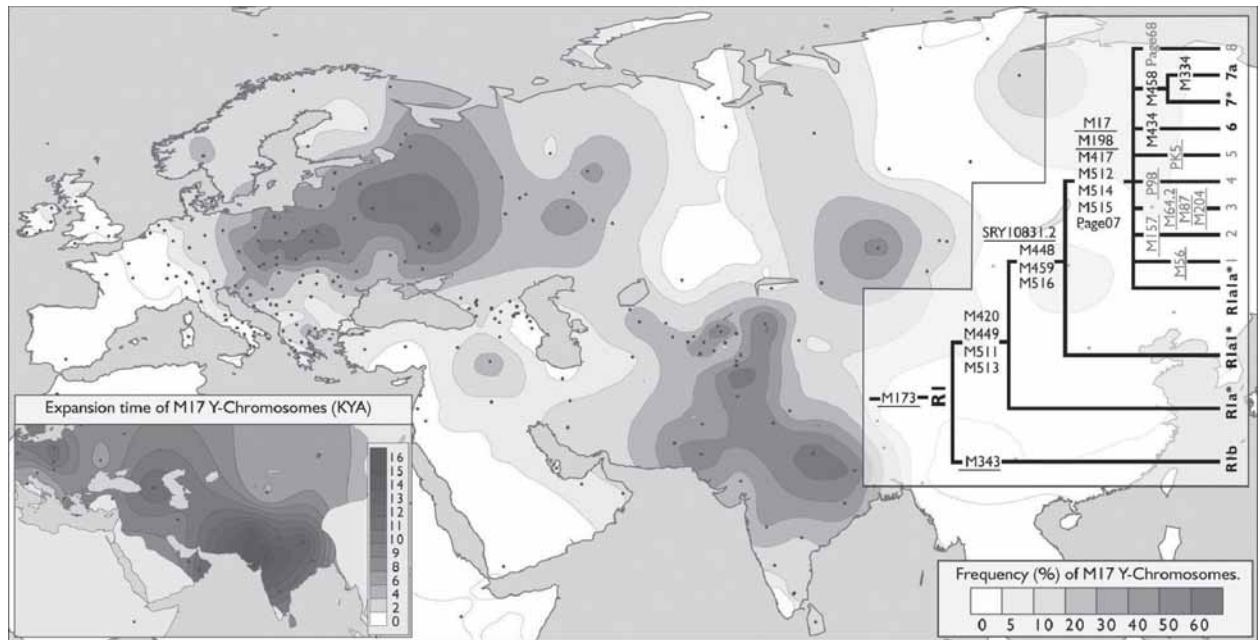 Page68
8
M334
7a
M458
7*
M434
6
M17
M198
M417
M512
M514
M515
Page07
PK5
5
P98
4
M64.2
M87
M204
3
M157
2
M56
1
R1a1a*
SRY10831.2
M448
M459
M516
R1a1*
M420
M449
M511
M513
R1a*
M173
R1
M343
R1b
Expansion time of M17 Y-Chromosomes (KYA)
16
15
14
13
12
11
10
9
8
6
4
2
0
Frequency (%) of M17 Y-Chromosomes.
0 5 10 20 30 40 50 60